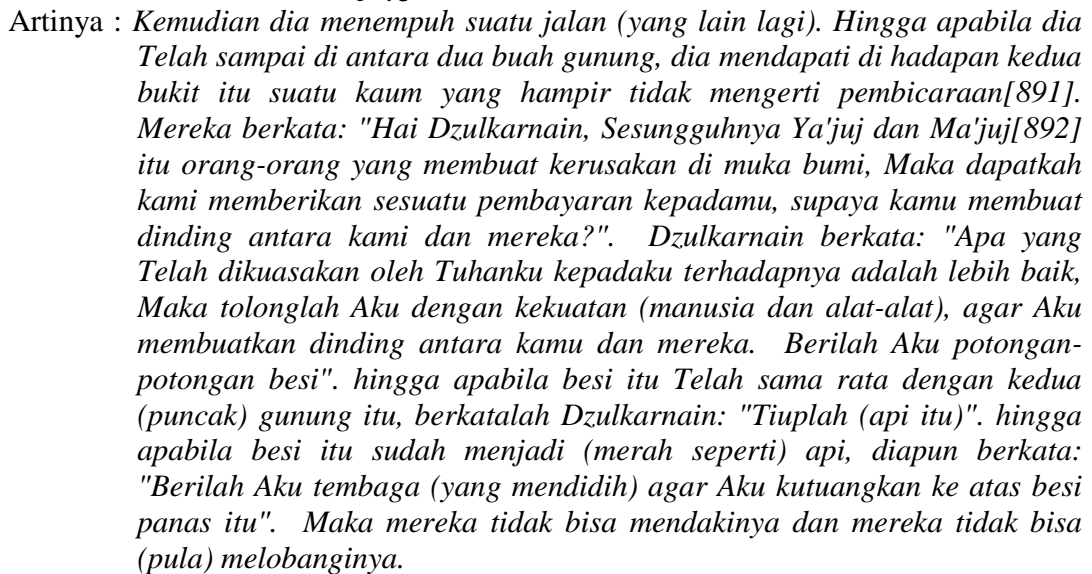 Artinya : Kemudian dia menempuh suatu jalan (yang lain lagi). Hingga apabila dia
Telah sampai di antara dua buah gunung, dia mendapati di hadapan kedua
bukit itu suatu kaum yang hampir tidak mengerti pembicaraan[891].
Mereka berkata: "Hai Dzulkarnain, Sesungguhnya Ya'juj dan Ma'juj[892]
itu orang-orang yang membuat kerusakan di muka bumi, Maka dapatkah
kami memberikan sesuatu pembayaran kepadamu, supaya kamu membuat
dinding antara kami dan mereka?". Dzulkarnain berkata: "Apa yang
Telah dikuasakan oleh Tuhanku kepadaku terhadapnya adalah lebih baik,
Maka tolonglah Aku dengan kekuatan (manusia dan alat-alat), agar Aku
membuatkan dinding antara kamu dan mereka. Berilah Aku potongan-
potongan besi". hingga apabila besi itu Telah sama rata dengan kedua
(puncak) gunung itu, berkatalah Dzulkarnain: "Tiuplah (api itu)". hingga
apabila besi itu sudah menjadi (merah seperti) api, diapun berkata:
"Berilah Aku tembaga (yang mendidih) agar Aku kutuangkan ke atas besi
panas itu". Maka mereka tidak bisa mendakinya dan mereka tidak bisa
(pula) melobanginya.